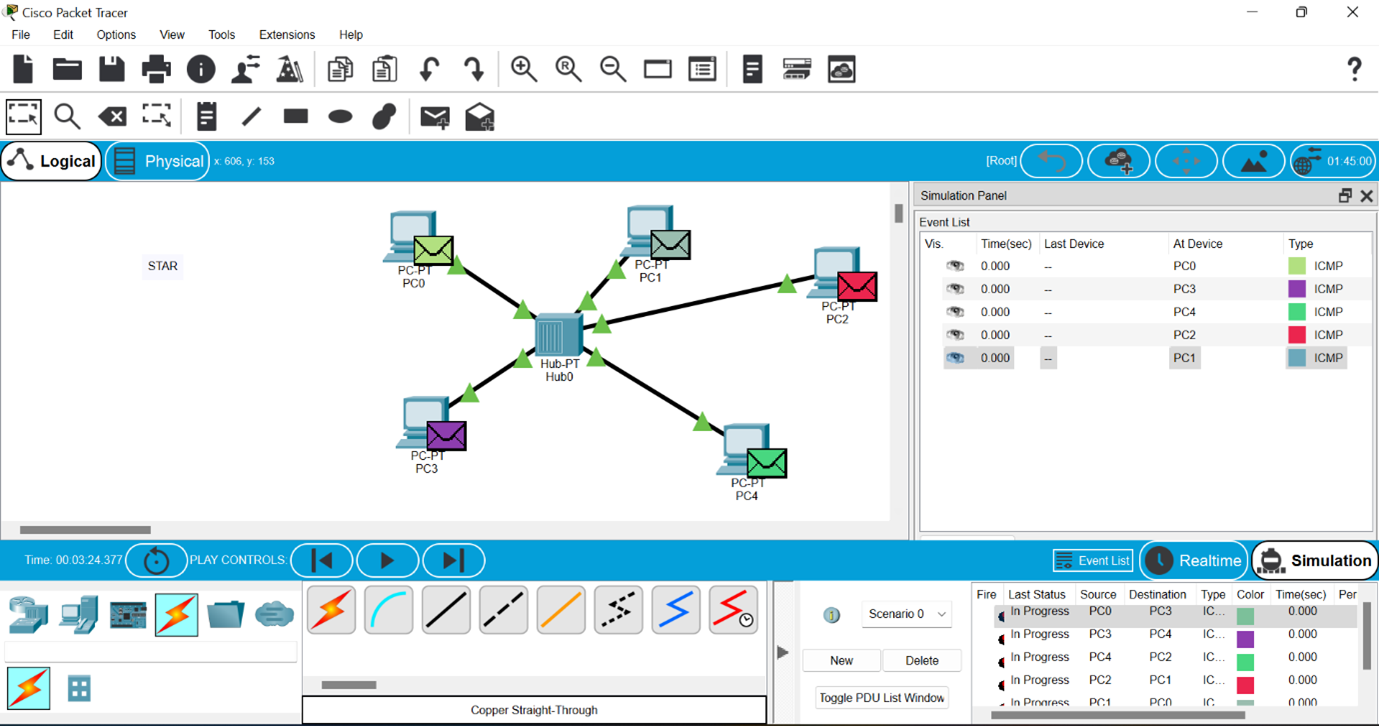 Cisco Packet Tracer
File Edit Options View Tools Extensions Help
Logical Physical x: 606, y: 153 [Root] 01:45:00
STAR
PC-PT
PC0
PC-PT
PC1
PC-PT
PC2
Hub-PT
Hub0
PC-PT
PC3
PC-PT
PC4
Simulation Panel
Event List
Vis. Time(sec) Last Device At Device Type
0.000 -- PC0 ICMP
0.000 -- PC3 ICMP
0.000 -- PC4 ICMP
0.000 -- PC2 ICMP
0.000 -- PC1 ICMP
Time: 00:03:24.377 PLAY CONTROLS: Event List Realtime Simulation
Copper Straight-Through
Scenario 0
New Delete
Toggle PDU List Window
Fire Last Status Source Destination Type Color Time(sec) Per
In Progress PC0 PC3 IC... 0.000
In Progress PC3 PC4 IC... 0.000
In Progress PC4 PC2 IC... 0.000
In Progress PC2 PC1 IC... 0.000
In Progress PC1 PC0 IC... 0.000